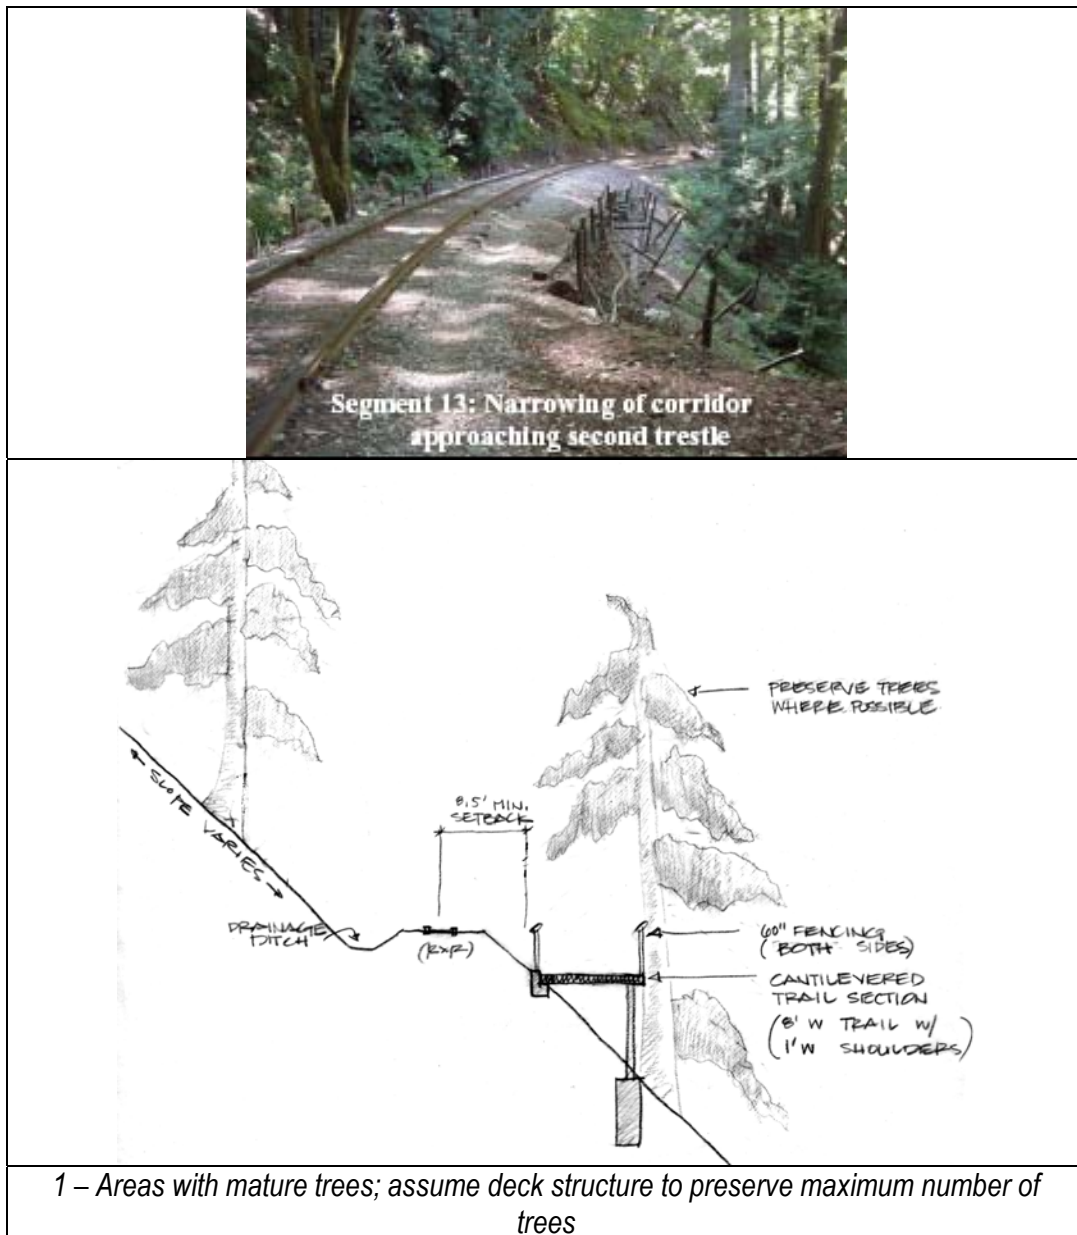 Segment 13: Narrowing of corridor
approaching second trestle
PRESERVE TREES
WHERE POSSIBLE
8.5' MIN.
SETBACK
← SLOPE VARIES →
DRAINAGE
DITCH
(RxR)
60" FENCING
(BOTH SIDES)
CANTILEVERED
TRAIL SECTION
(8' W TRAIL W/
1' W SHOULDERS)
1 – Areas with mature trees; assume deck structure to preserve maximum number of
trees